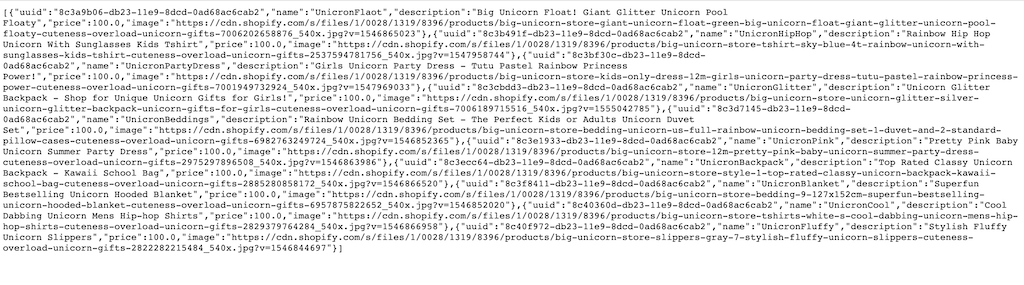 [{"uuid":"8c3a9b06-db23-11e9-8dcd-0ad68ac6cab2","name":"UnicrnFlaot","description":"Big Unicorn Float! Giant Glitter Unicorn Pool
Floaty","price":100.0,"image":"https://cdn.shopify.com/s/files/1/0028/1319/8396/products/big-unicorn-store-giant-unicorn-float-green-big-unicorn-float-giant-glitter-unicorn-pool-
floaty-cuteness-overload-unicorn-gifts-7006202658876_540x.jpg?v=1546865023"},{"uuid":"8c3b491f-db23-11e9-8dcd-0ad68ac6cab2","name":"UnicronHipHop","description":"Rainbow Hip Hop
Unicorn With Sunglasses Kids Tshirt","price":100.0,"image":"https://cdn.shopify.com/s/files/1/0028/1319/8396/products/big-unicorn-store-tshirt-sky-blue-4t-rainbow-unicorn-with-
sunglasses-kids-tshirt-cuteness-overload-unicorn-gifts-2537594781756_540x.jpg?v=1547958744"},{"uuid":"8c3bf30c-db23-11e9-8dcd-
0ad68ac6cab2","name":"UnicronPartyDress","description":"Girls Unicorn Party Dress - Tutu Pastel Rainbow Princess
Power!","price":100.0,"image":"https://cdn.shopify.com/s/files/1/0028/1319/8396/products/big-unicorn-store-kids-only-dress-12m-girls-unicorn-party-dress-tutu-pastel-rainbow-princess-
power-cuteness-overload-unicorn-gifts-7001949732924_540x.jpg?v=1547969033"},{"uuid":"8c3cbdd3-db23-11e9-8dcd-0ad68ac6cab2","name":"UnicronGlitter","description":"Unicorn Glitter
Backpack - Shop for Unique Unicorn Gifts for Girls!","price":100.0,"image":"https://cdn.shopify.com/s/files/1/0028/1319/8396/products/big-unicorn-store-unicorn-glitter-silver-
unicorn-glitter-backpack-unicorn-gifts-for-girls-cuteness-overload-unicorn-gifts-7006189715516_540x.jpg?v=1555042785"},{"uuid":"8c3d7145-db23-11e9-8dcd-
0ad68ac6cab2","name":"UnicronBeddings","description":"Rainbow Unicorn Bedding Set - The Perfect Kids or Adults Unicorn Duvet
Set","price":100.0,"image":"https://cdn.shopify.com/s/files/1/0028/1319/8396/products/big-unicorn-store-bedding-unicorn-us-full-rainbow-unicorn-bedding-set-1-duvet-and-2-standard-
pillow-cases-cuteness-overload-unicorn-gifts-6982763249724_540x.jpg?v=1546852365"},{"uuid":"8c3e1933-db23-11e9-8dcd-0ad68ac6cab2","name":"UnicrinPink","description":"Pretty Pink Baby
Unicorn Summer Party Dress","price":100.0,"image":"https://cdn.shopify.com/s/files/1/0028/1319/8396/products/big-unicorn-store-12m-pretty-pink-baby-unicorn-summer-party-dress-
cuteness-overload-unicorn-gifts-2975297896508_540x.jpg?v=1546863986"},{"uuid":"8c3ecc64-db23-11e9-8dcd-0ad68ac6cab2","name":"UnicronBackpack","description":"Top Rated Classy Unicorn
Backpack - Kawaii School Bag","price":100.0,"image":"https://cdn.shopify.com/s/files/1/0028/1319/8396/products/big-unicorn-store-style-1-top-rated-classy-unicorn-backpack-kawaii-
school-bag-cuteness-overload-unicorn-gifts-2885280858172_540x.jpg?v=1546866520"},{"uuid":"8c3f8411-db23-11e9-8dcd-0ad68ac6cab2","name":"UnicronBlanket","description":"Superfun
Bestselling Unicorn Hooded Blanket","price":100.0,"image":"https://cdn.shopify.com/s/files/1/0028/1319/8396/products/big-unicorn-store-bedding-9-127x152cm-superfun-bestselling-
unicorn-hooded-blanket-cuteness-overload-unicorn-gifts-6957875822652_540x.jpg?v=1546852020"},{"uuid":"8c40360d-db23-11e9-8dcd-0ad68ac6cab2","name":"UnicornCool","description":"Cool
Dabbing Unicorn Mens Hip-hop Shirts","price":100.0,"image":"https://cdn.shopify.com/s/files/1/0028/1319/8396/products/big-unicorn-store-tshirts-white-s-cool-dabbing-unicorn-mens-hip-
hop-shirts-cuteness-overload-unicorn-gifts-2829379764284_540x.jpg?v=1546866958"},{"uuid":"8c40f972-db23-11e9-8dcd-0ad68ac6cab2","name":"UnicronFluffy","description":"Stylish Fluffy
Unicorn Slippers","price":100.0,"image":"https://cdn.shopify.com/s/files/1/0028/1319/8396/products/big-unicorn-store-slippers-gray-7-stylish-fluffy-unicorn-slippers-cuteness-
overload-unicorn-gifts-2822282215484_540x.jpg?v=1546844697"}]